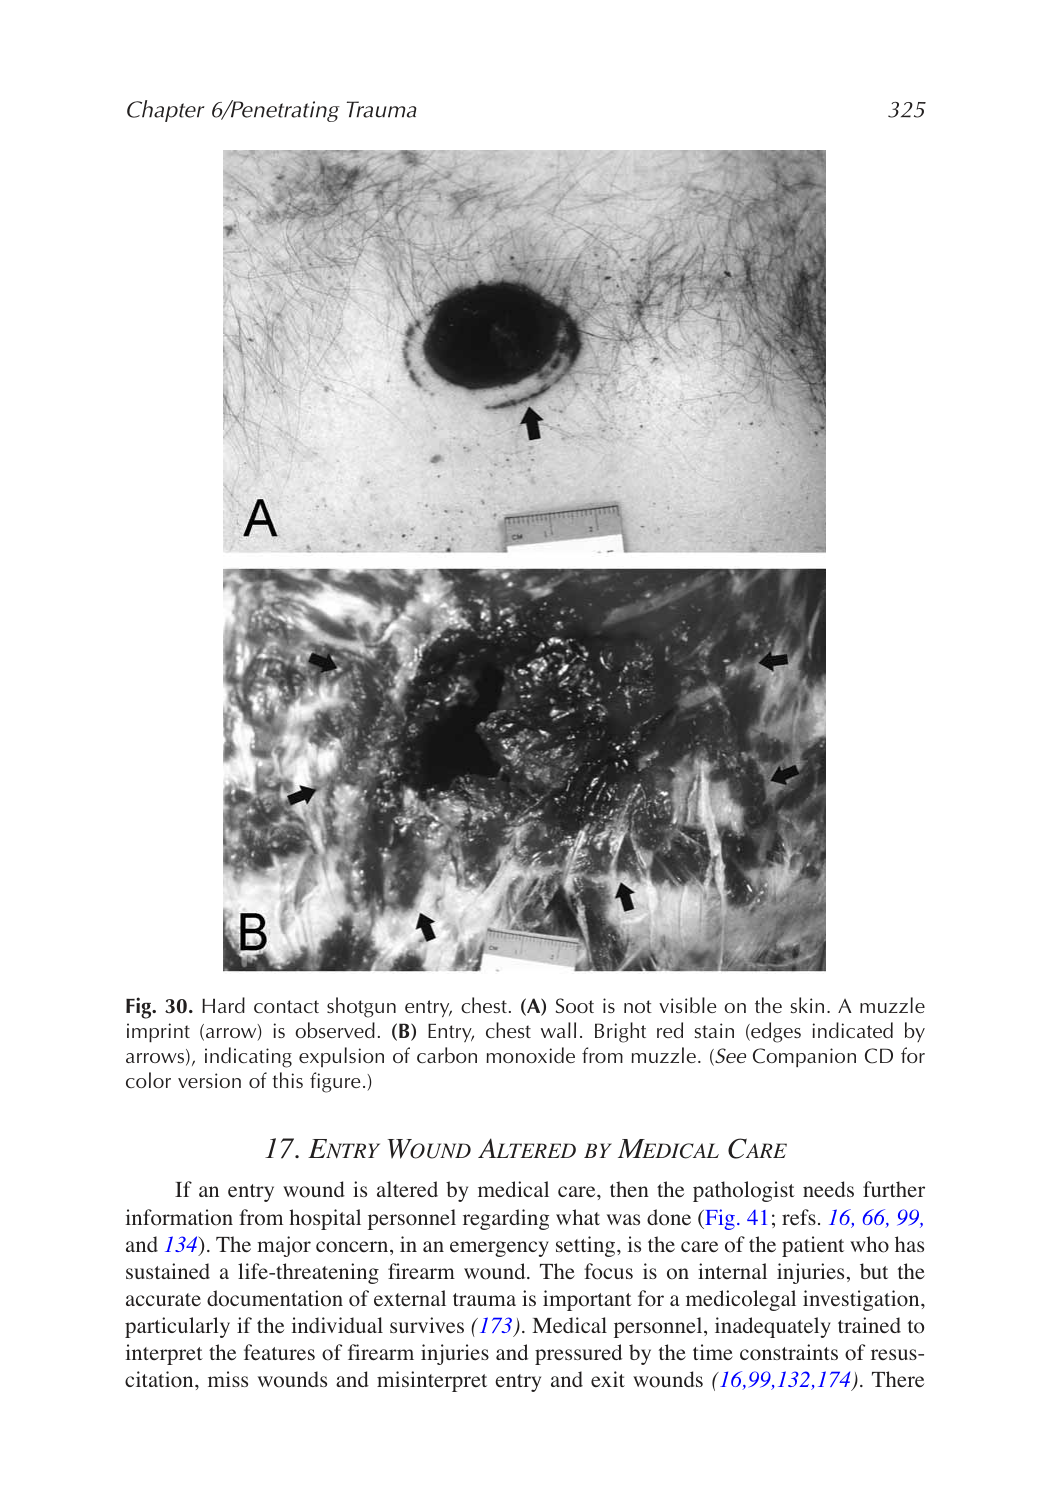 Chapter 6/Penetrating Trauma 325
A
CM 1 2
B
CM 1 2
Fig. 30. Hard contact shotgun entry, chest. (A) Soot is not visible on the skin. A muzzle
imprint (arrow) is observed. (B) Entry, chest wall. Bright red stain (edges indicated by
arrows), indicating expulsion of carbon monoxide from muzzle. (See Companion CD for
color version of this figure.)
17. Entry Wound Altered by Medical Care
If an entry wound is altered by medical care, then the pathologist needs further
information from hospital personnel regarding what was done (Fig. 41; refs. 16, 66, 99,
and 134). The major concern, in an emergency setting, is the care of the patient who has
sustained a life-threatening firearm wound. The focus is on internal injuries, but the
accurate documentation of external trauma is important for a medicolegal investigation,
particularly if the individual survives (173). Medical personnel, inadequately trained to
interpret the features of firearm injuries and pressured by the time constraints of resus-
citation, miss wounds and misinterpret entry and exit wounds (16,99,132,174). There